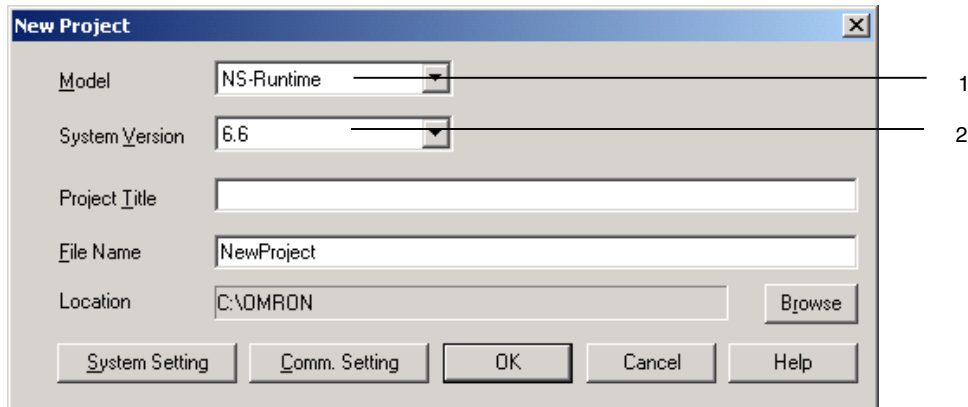 New Project
Model NS-Runtime 1
System Version 6.6 2
Project Title
File Name NewProject
Location C:\OMRON Browse
System Setting Comm. Setting OK Cancel Help